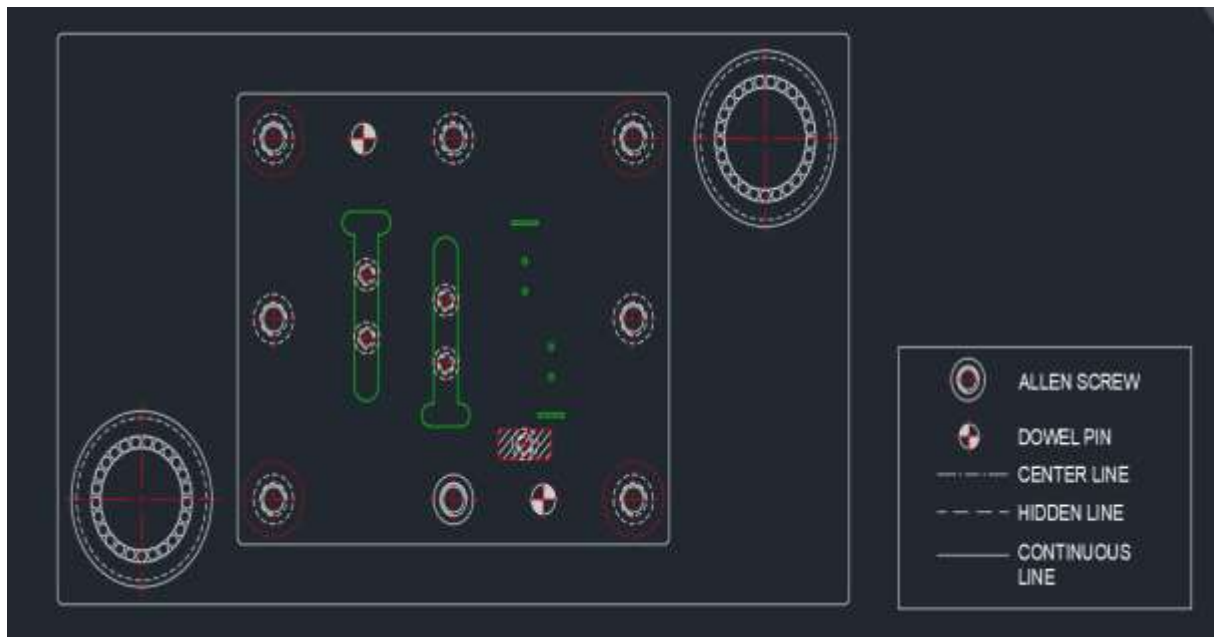 ALLEN SCREW
DOWEL PIN
CENTER LINE
HIDDEN LINE
CONTINUOUS
LINE